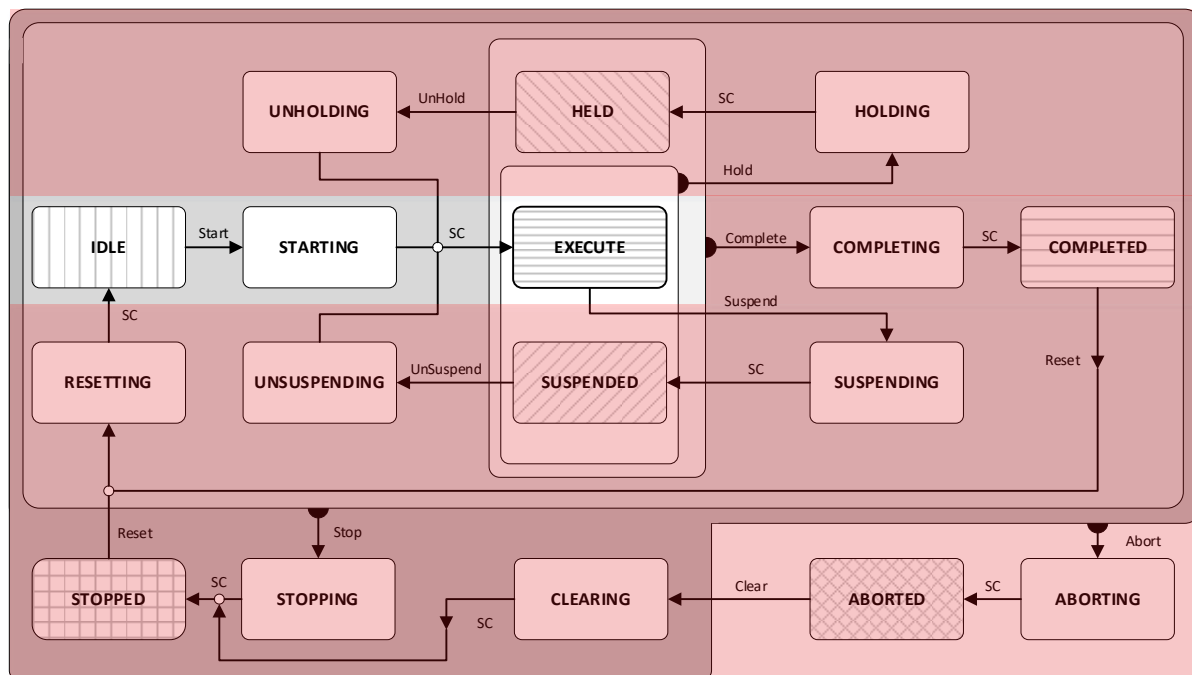 UNHOLDING
UnHold
HELD
SC
HOLDING
Hold
IDLE
Start
STARTING
SC
EXECUTE
Complete
COMPLETING
SC
COMPLETED
SC
Suspend
RESETTING
UNSUSPENDING
UnSuspend
SUSPENDED
SC
SUSPENDING
Reset
Reset
Stop
Abort
STOPPED
SC
STOPPING
CLEARING
Clear
ABORTED
SC
ABORTING
SC